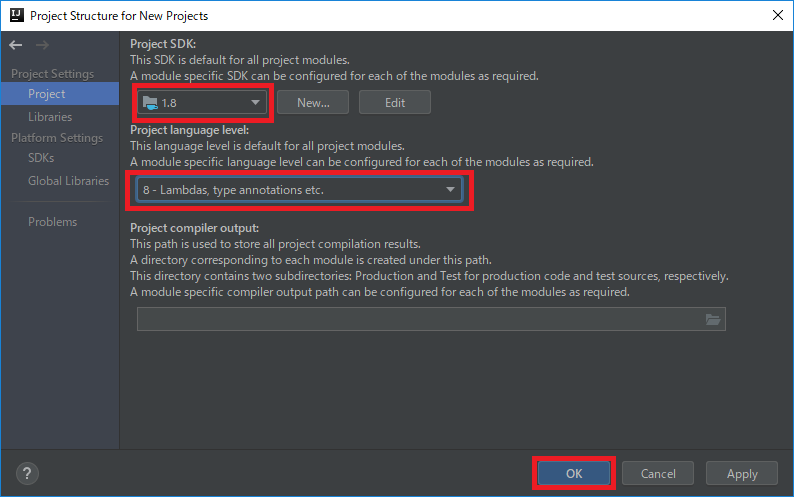 IJ
Project Structure for New Projects
Project Settings
Project
Libraries
Platform Settings
SDKs
Global Libraries
Problems
Project SDK:
This SDK is default for all project modules.
A module specific SDK can be configured for each of the modules as required.
1.8
New...
Edit
Project language level:
This language level is default for all project modules.
A module specific language level can be configured for each of the modules as required.
8 - Lambdas, type annotations etc.
Project compiler output:
This path is used to store all project compilation results.
A directory corresponding to each module is created under this path.
This directory contains two subdirectories: Production and Test for production code and test sources, respectively.
A module specific compiler output path can be configured for each of the modules as required.
?
OK
Cancel
Apply